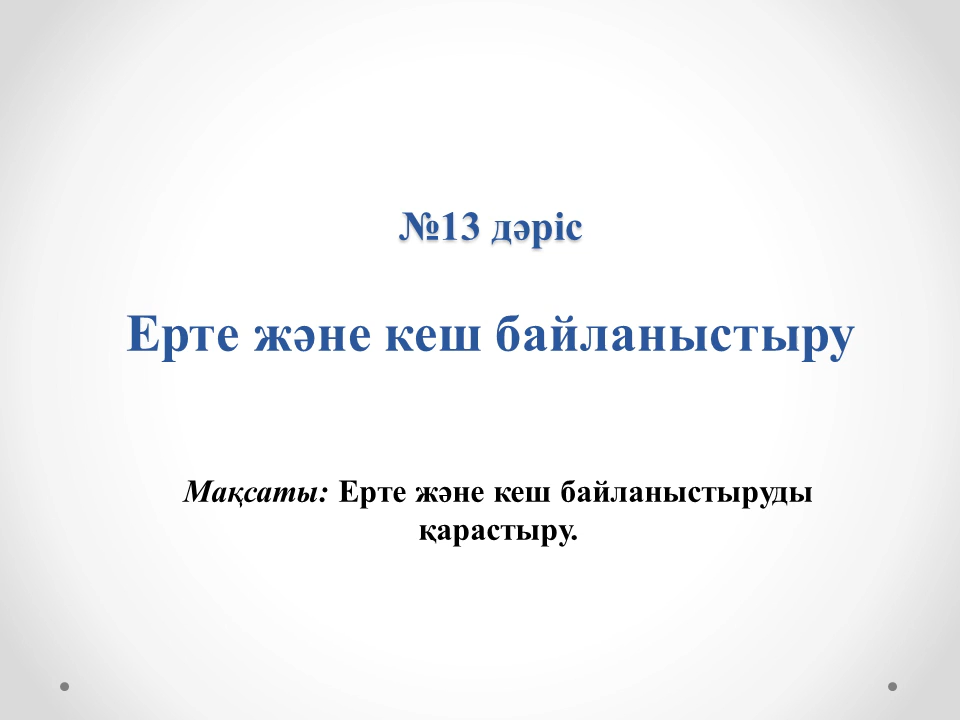 №13 дәріс
Ерте және кеш байланыстыру
Мақсаты: Ерте және кеш байланыстыруды
қарастыру.